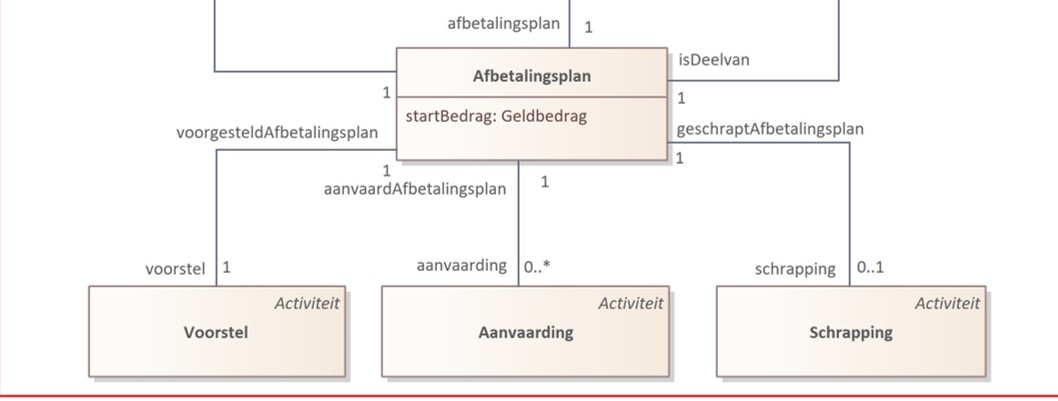 afbetalingsplan
1
Afbetalingsplan
isDeelvan
1
1
startBedrag: Geldbedrag
voorgesteldAfbetalingsplan
geschraptAfbetalingsplan
1
1
aanvaardAfbetalingsplan
1
voorstel
1
aanvaarding
0..*
schrapping
0..1
Activiteit
Voorstel
Activiteit
Aanvaarding
Activiteit
Schrapping